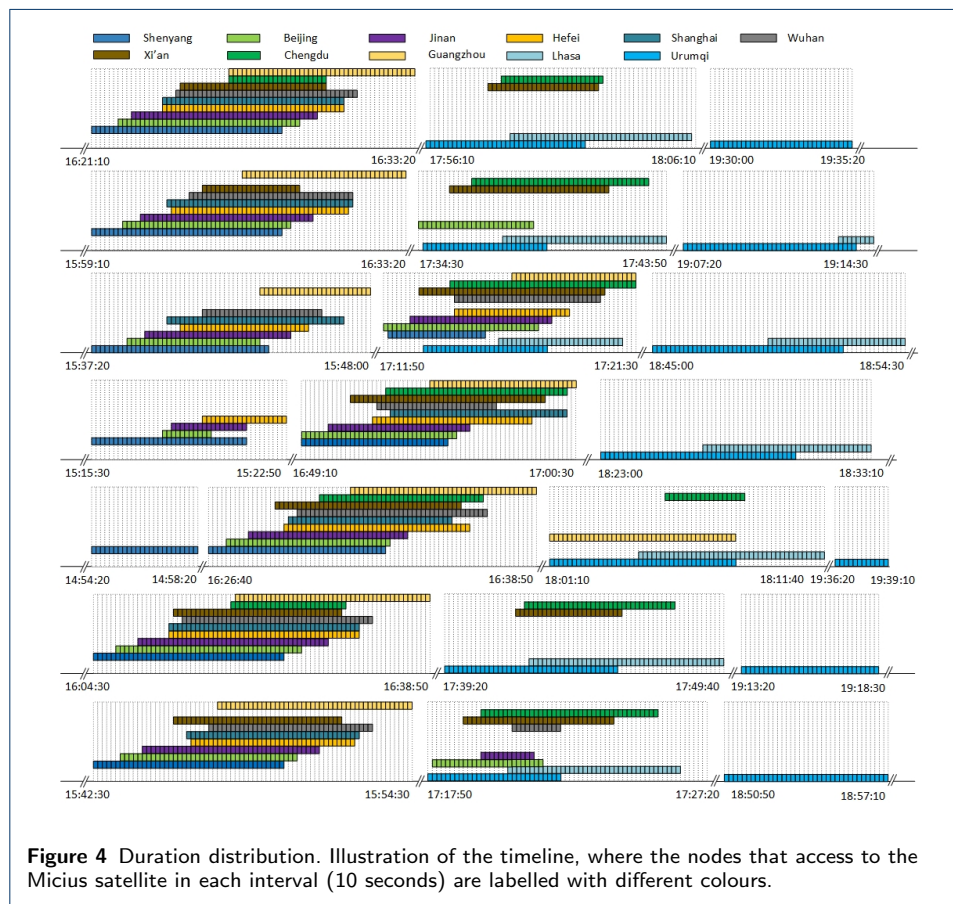 Shenyang Beijing Jinan Hefei Shanghai Wuhan
Xi'an Chengdu Guangzhou Lhasa Urumqi
16:21:10 16:33:20 17:56:10 18:06:10 19:30:00 19:35:20
15:59:10 16:33:20 17:34:30 17:43:50 19:07:20 19:14:30
15:37:20 15:48:00 17:11:50 17:21:30 18:45:00 18:54:30
15:15:30 15:22:50 16:49:10 17:00:30 18:23:00 18:33:10
14:54:20 14:58:20 16:26:40 16:38:50 18:01:10 18:11:40 19:36:20 19:39:10
16:04:30 16:38:50 17:39:20 17:49:40 19:13:20 19:18:30
15:42:30 15:54:30 17:17:50 17:27:20 18:50:50 18:57:10
Figure 4 Duration distribution. Illustration of the timeline, where the nodes that access to the
Micius satellite in each interval (10 seconds) are labelled with different colours.